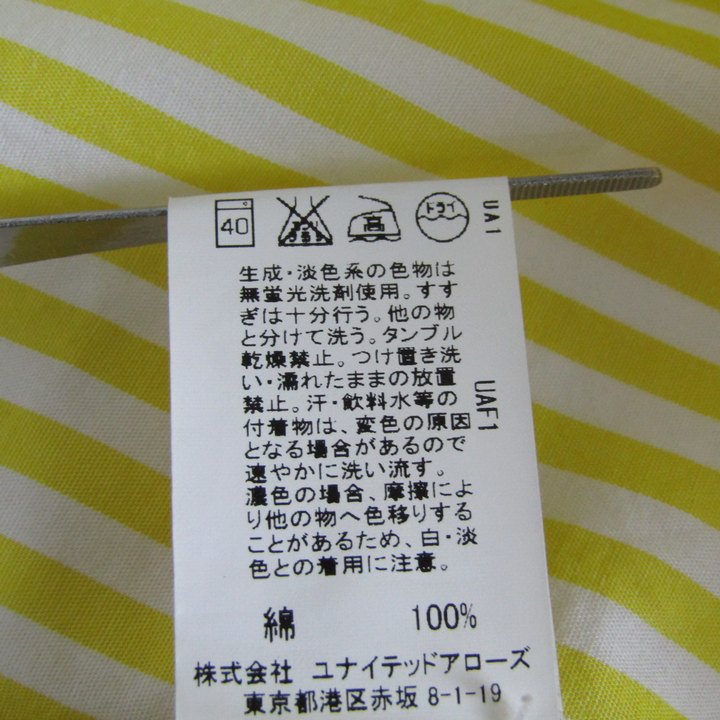 40 エンソ サラシ 高 ドライ
UA1
生成・淡色系の色物は
無蛍光洗剤使用。すす
ぎは十分行う。他の物
と分けて洗う。タンブル
乾燥禁止。つけ置き洗
い・濡れたままの放置
禁止。汗・飲料水等の
付着物は、変色の原因
となる場合があるので
速やかに洗い流す。
濃色の場合、摩擦によ
り他の物へ色移りする
ことがあるため、白・淡
色との着用に注意。
UAF1
綿 100%
株式会社 ユナイテッドアローズ
東京都港区赤坂 8-1-19